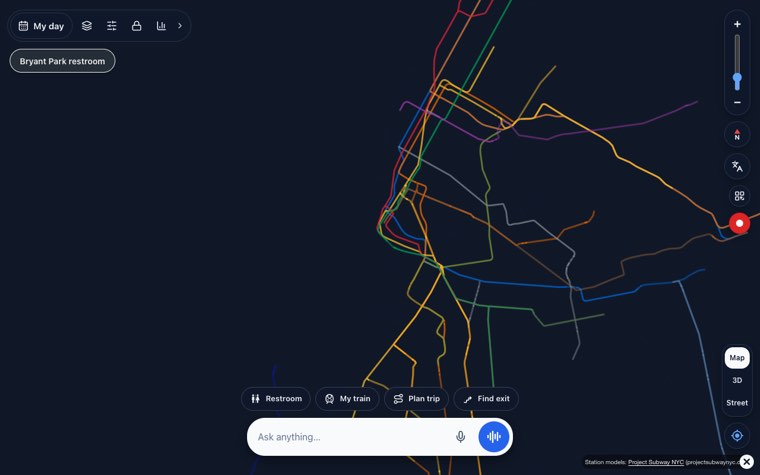 My day
Bryant Park restroom
N
Map
3D
Street
Restroom
My train
Plan trip
Find exit
Ask anything...
Station models: Project Subway NYC (projectsubwaynyc.c